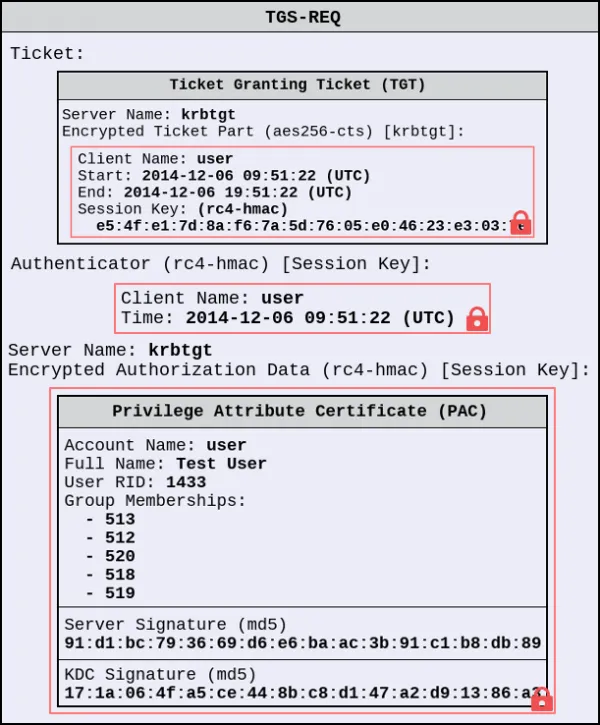 TGS-REQ
Ticket:
Ticket Granting Ticket (TGT)
Server Name: krbtgt
Encrypted Ticket Part (aes256-cts) [krbtgt]:
Client Name: user
Start: 2014-12-06 09:51:22 (UTC)
End: 2014-12-06 19:51:22 (UTC)
Session Key: (rc4-hmac)
e5:4f:e1:7d:8a:f6:7a:5d:76:05:e0:46:23:e3:03:
Authenticator (rc4-hmac) [Session Key]:
Client Name: user
Time: 2014-12-06 09:51:22 (UTC)
Server Name: krbtgt
Encrypted Authorization Data (rc4-hmac) [Session Key]:
Privilege Attribute Certificate (PAC)
Account Name: user
Full Name: Test User
User RID: 1433
Group Memberships:
- 513
- 512
- 520
- 518
- 519
Server Signature (md5)
91:d1:bc:79:36:69:d6:e6:ba:ac:3b:91:c1:b8:db:89
KDC Signature (md5)
17:1a:06:4f:a5:ce:44:8b:c8:d1:47:a2:d9:13:86:a3